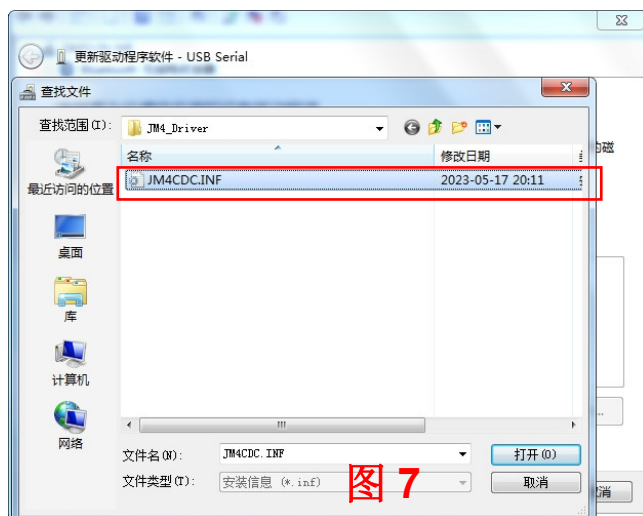 更新驱动程序软件 - USB Serial
查找文件
查找范围(I): JM4_Driver
名称 修改日期
JM4CDC.INF 2023-05-17 20:11
最近访问的位置
桌面
库
计算机
网络
的磁
文件名(N): JM4CDC.INF 打开(O)
文件类型(T): 安装信息 (*.inf) 取消
图 7